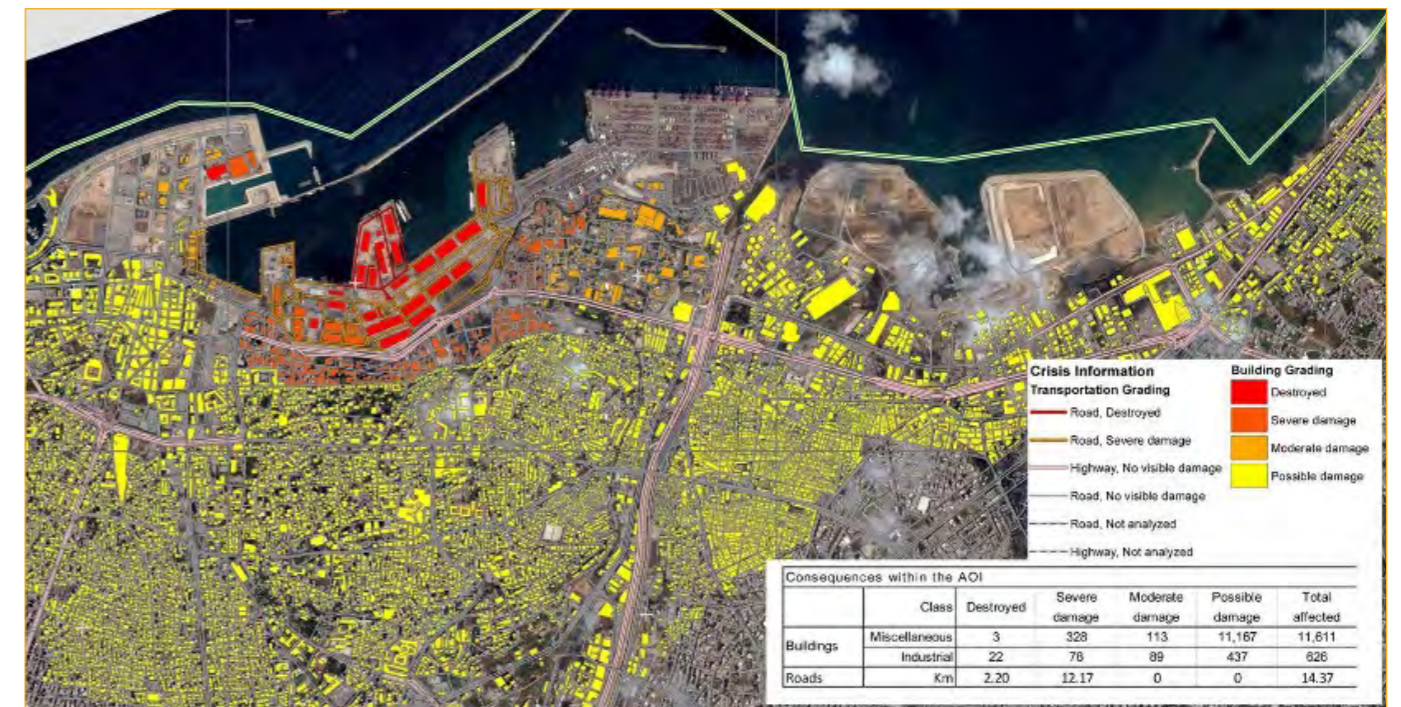 Crisis Information
Transportation Grading
Road, Destroyed
Road, Severe damage
Highway, No visible damage
Road, No visible damage
Road, Not analyzed
Highway, Not analyzed
Building Grading
Destroyed
Severe damage
Moderate damage
Possible damage
Consequences within the AOI
Class Destroyed Severe damage Moderate damage Possible damage Total affected
Buildings Miscellaneous 3 328 113 11,167 11,611
Industrial 22 78 89 437 626
Roads Km 2.20 12.17 0 0 14.37